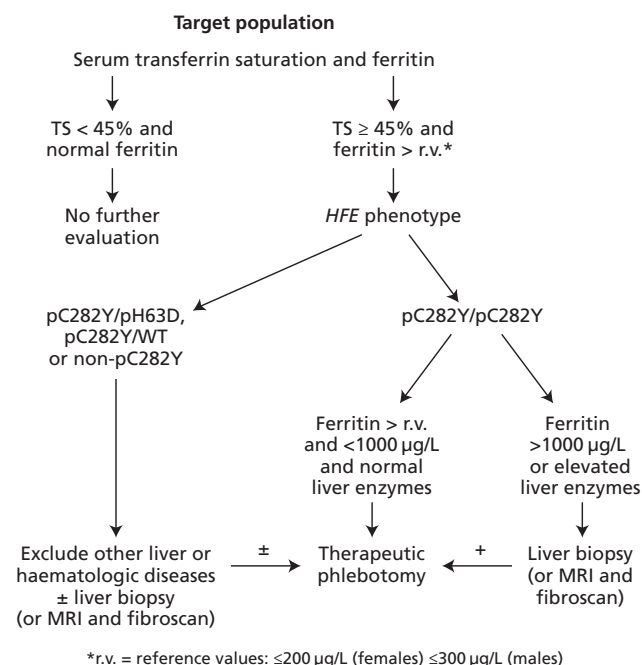 Target population
Serum transferrin saturation and ferritin
TS < 45% and
normal ferritin
TS ≥ 45% and
ferritin > r.v.*
No further
evaluation
HFE phenotype
pC282Y/pH63D,
pC282Y/WT
or non-pC282Y
pC282Y/pC282Y
Ferritin > r.v.
and <1000 µg/L
and normal
liver enzymes
Ferritin
>1000 µg/L
or elevated
liver enzymes
Exclude other liver or
haematologic diseases
± liver biopsy
(or MRI and fibroscan)
±
Therapeutic
phlebotomy
+
Liver biopsy
(or MRI and
fibroscan)
*r.v. = reference values: ≤200 µg/L (females) ≤300 µg/L (males)